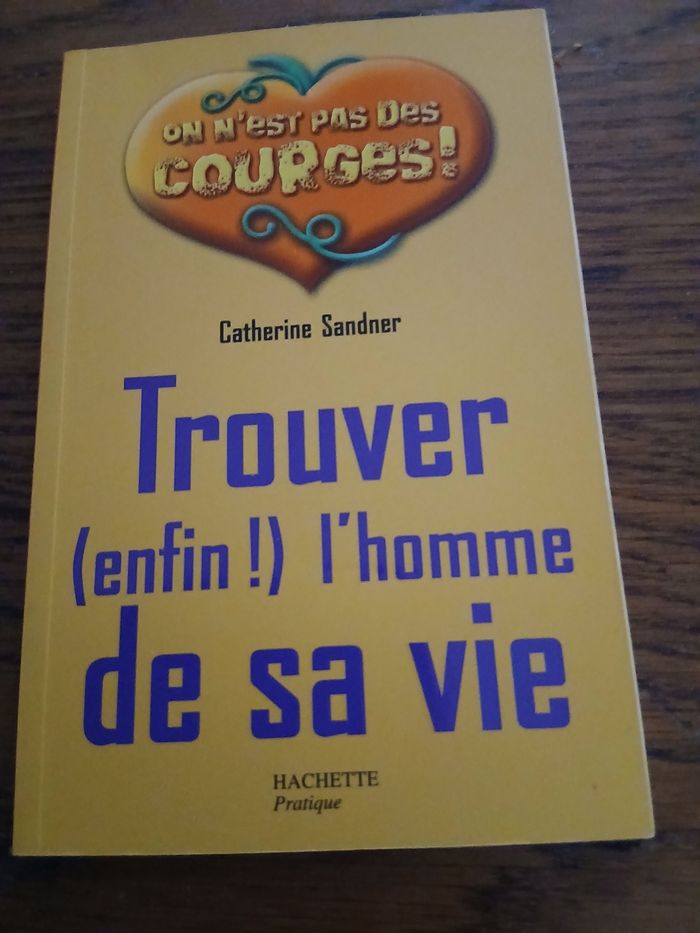 ON N'EST PAS DES
COURGES!
Catherine Sandner
Trouver
(enfin !) l'homme
de sa vie
HACHETTE
Pratique